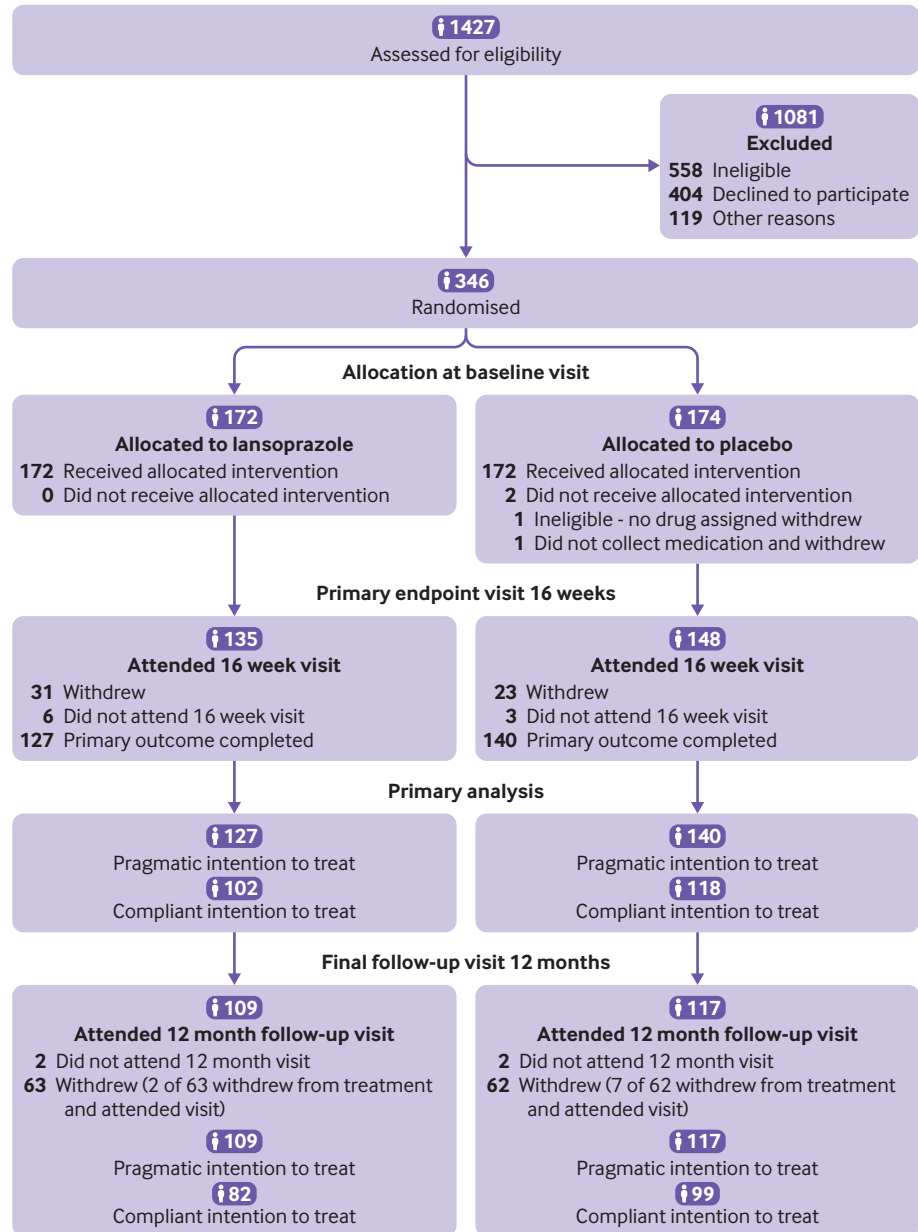 1427
Assessed for eligibility
1081
Excluded
558 Ineligible
404 Declined to participate
119 Other reasons
346
Randomised
Allocation at baseline visit
172
Allocated to lansoprazole
172 Received allocated intervention
0 Did not receive allocated intervention
174
Allocated to placebo
172 Received allocated intervention
2 Did not receive allocated intervention
1 Ineligible - no drug assigned withdrew
1 Did not collect medication and withdrew
Primary endpoint visit 16 weeks
135
Attended 16 week visit
31 Withdrew
6 Did not attend 16 week visit
127 Primary outcome completed
148
Attended 16 week visit
23 Withdrew
3 Did not attend 16 week visit
140 Primary outcome completed
Primary analysis
127
Pragmatic intention to treat
102
Compliant intention to treat
140
Pragmatic intention to treat
118
Compliant intention to treat
Final follow-up visit 12 months
109
Attended 12 month follow-up visit
2 Did not attend 12 month visit
63 Withdrew (2 of 63 withdrew from treatment
and attended visit)
109
Pragmatic intention to treat
82
Compliant intention to treat
117
Attended 12 month follow-up visit
2 Did not attend 12 month visit
62 Withdrew (7 of 62 withdrew from treatment
and attended visit)
117
Pragmatic intention to treat
99
Compliant intention to treat